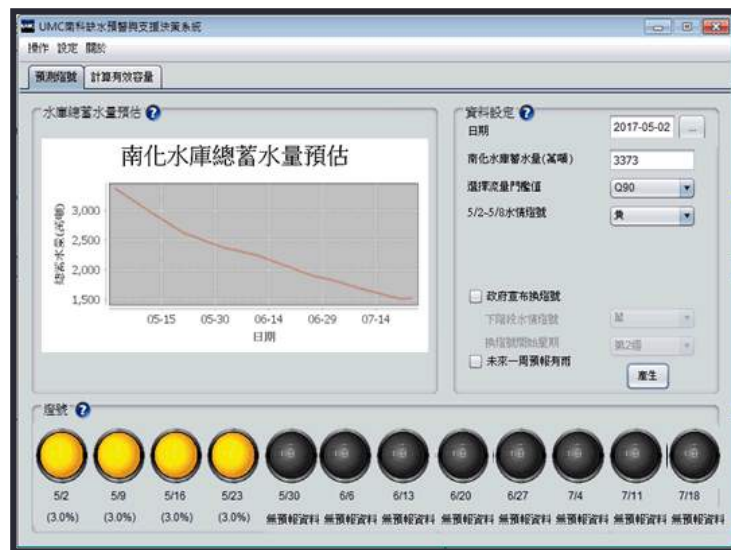 UMC南科缺水預警與支援決策系統
操作 設定 關於
預測燈號 計算有效容量
水庫總蓄水量預估
南化水庫總蓄水量預估
總蓄水量(萬噸)
3,000
2,500
2,000
1,500
05-15 05-30 06-14 06-29 07-14
日期
資料設定
日期 2017-05-02 ...
南化水庫蓄水量(萬噸) 3373
選擇流量門檻值 Q90
5/2~5/8水情燈號 黃
政府宣布換燈號
下階段水情燈號
換燈號開始星期 第2週
未來一周預報有雨
產生
燈號
5/2 5/9 5/16 5/23 5/30 6/6 6/13 6/20 6/27 7/4 7/11 7/18
(3.0%) (3.0%) (3.0%) (3.0%) 無預報資料 無預報資料 無預報資料 無預報資料 無預報資料 無預報資料 無預報資料 無預報資料